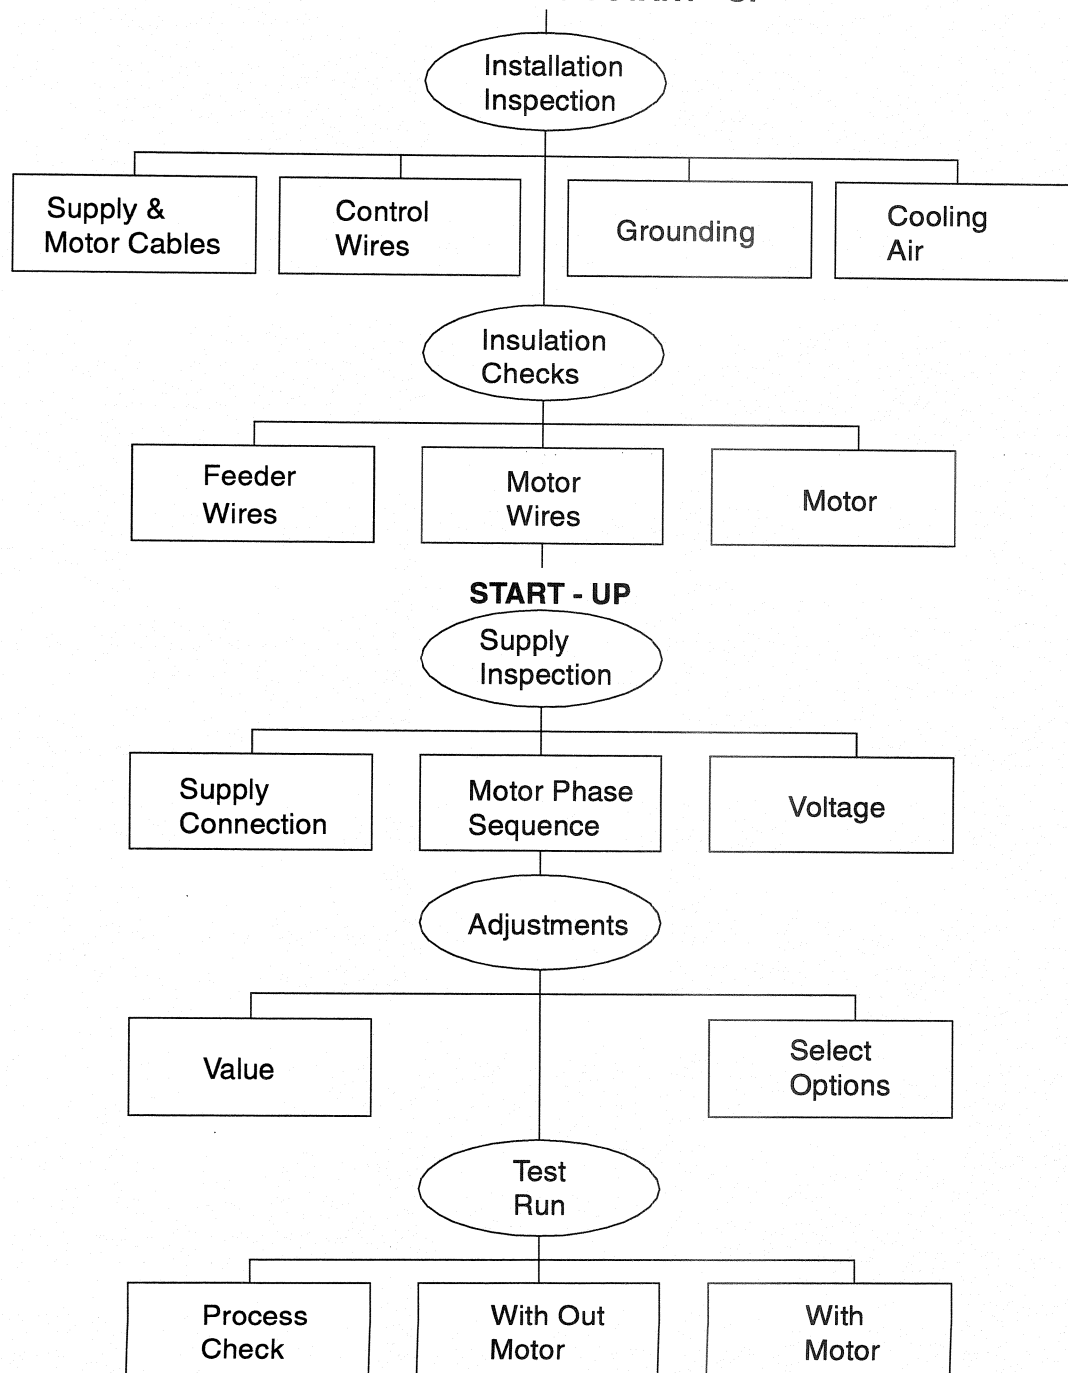 Installation
Inspection
Supply &
Motor Cables
Control
Wires
Grounding
Cooling
Air
Insulation
Checks
Feeder
Wires
Motor
Wires
Motor
START - UP
Supply
Inspection
Supply
Connection
Motor Phase
Sequence
Voltage
Adjustments
Value
Select
Options
Test
Run
Process
Check
With Out
Motor
With
Motor